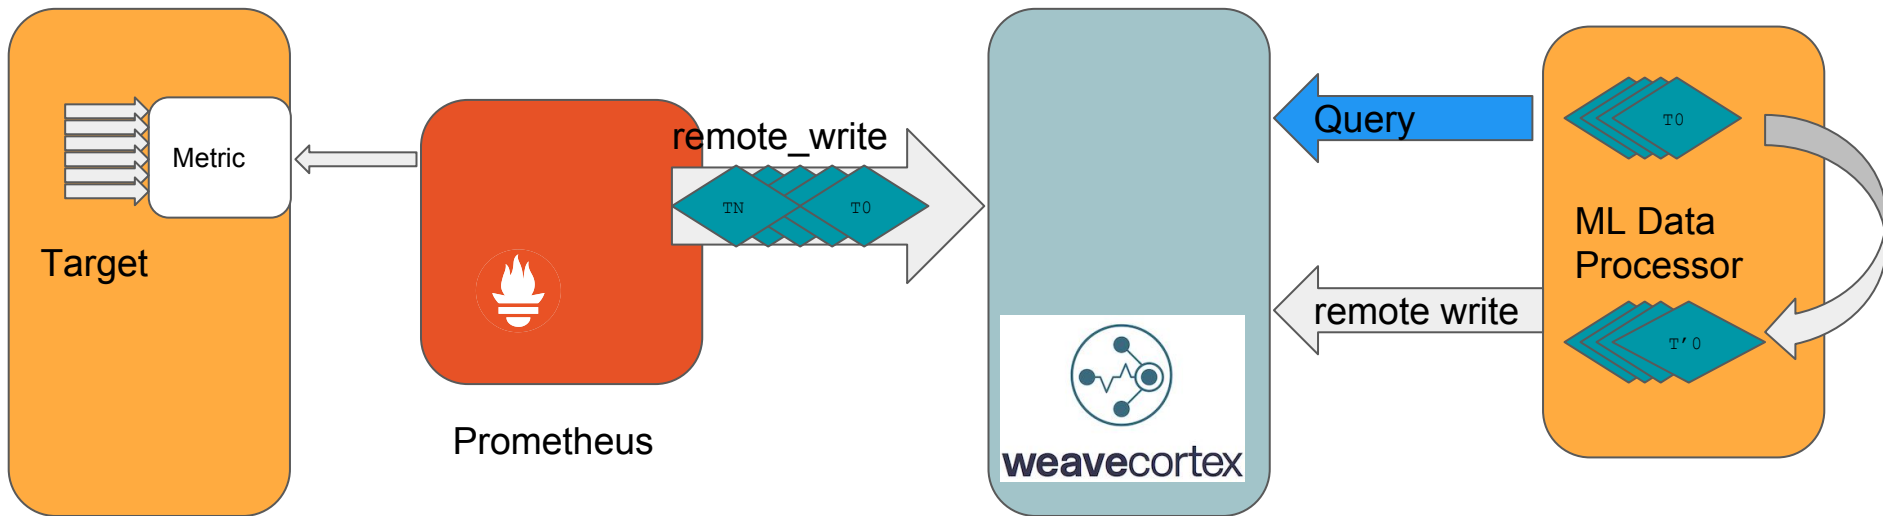 Metric
Target
Prometheus
remote_write
TN
T0
weavecortex
Query
remote write
T0
ML Data
Processor
T’0